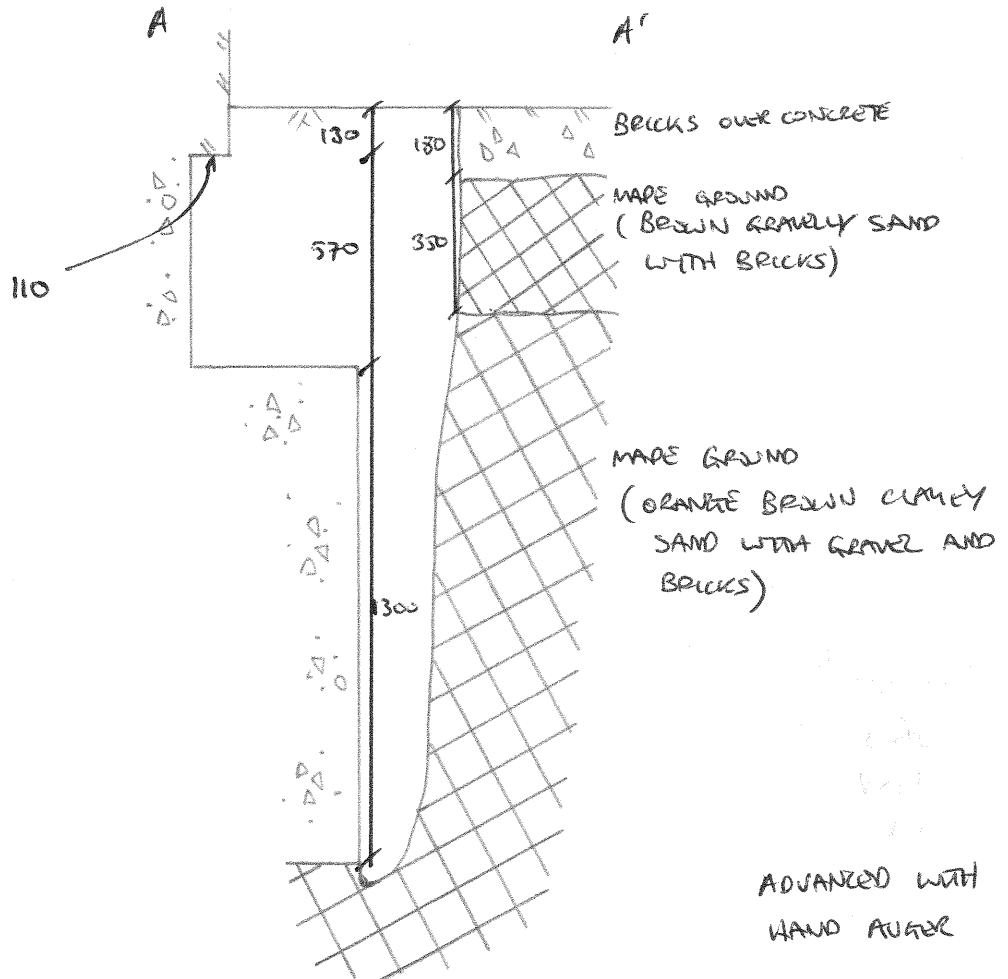 A
A'
130
180
BRICKS OVER CONCRETE
MADE GROUND
(BROWN GRAVELLY SAND
WITH BRICKS)
570
350
110
MADE GROUND
(ORANGE BROWN CLAYEY
SAND WITH GRAVEL AND
BRICKS)
1300
ADVANCED WITH
HAND AUGER